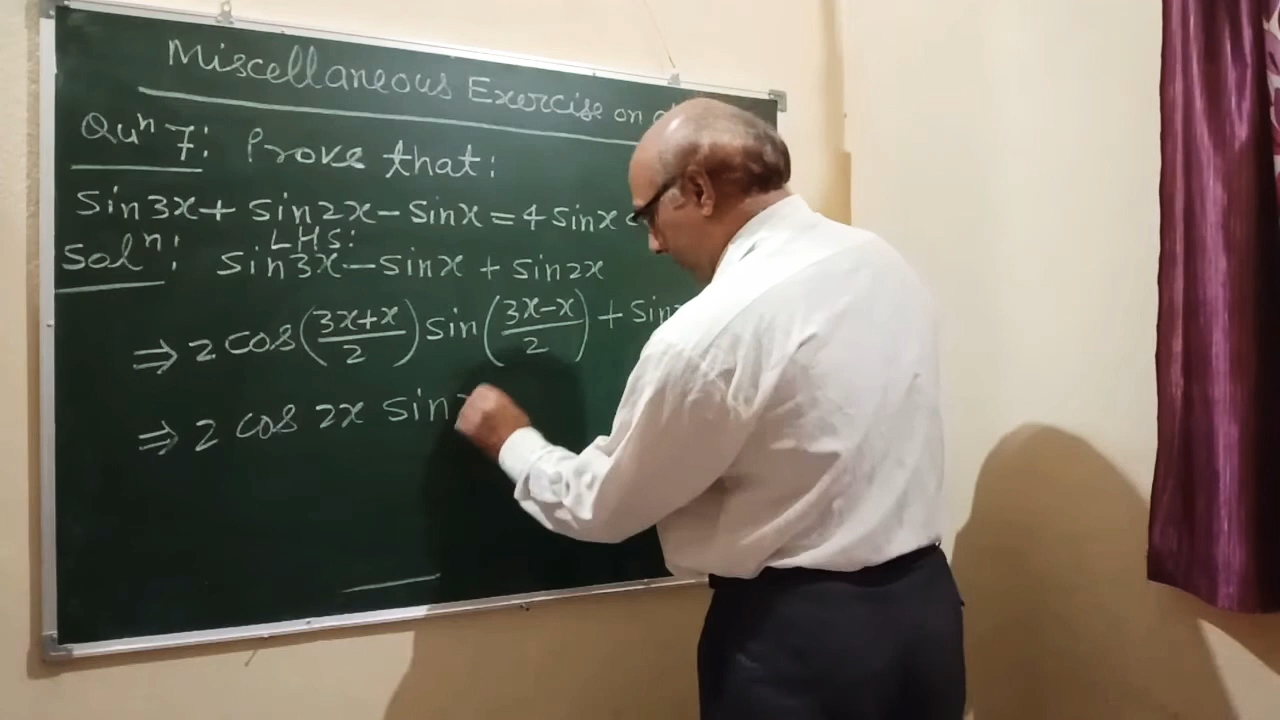 Miscellaneous Exercise on
Quⁿ 7: Prove that:
sin3x + sin2x - sinx = 4 sinx
Solⁿ: LHS:
sin3x - sinx + sin2x
⇒ 2 cos((3x+x)/2) sin((3x-x)/2) + sin
⇒ 2 cos 2x sin